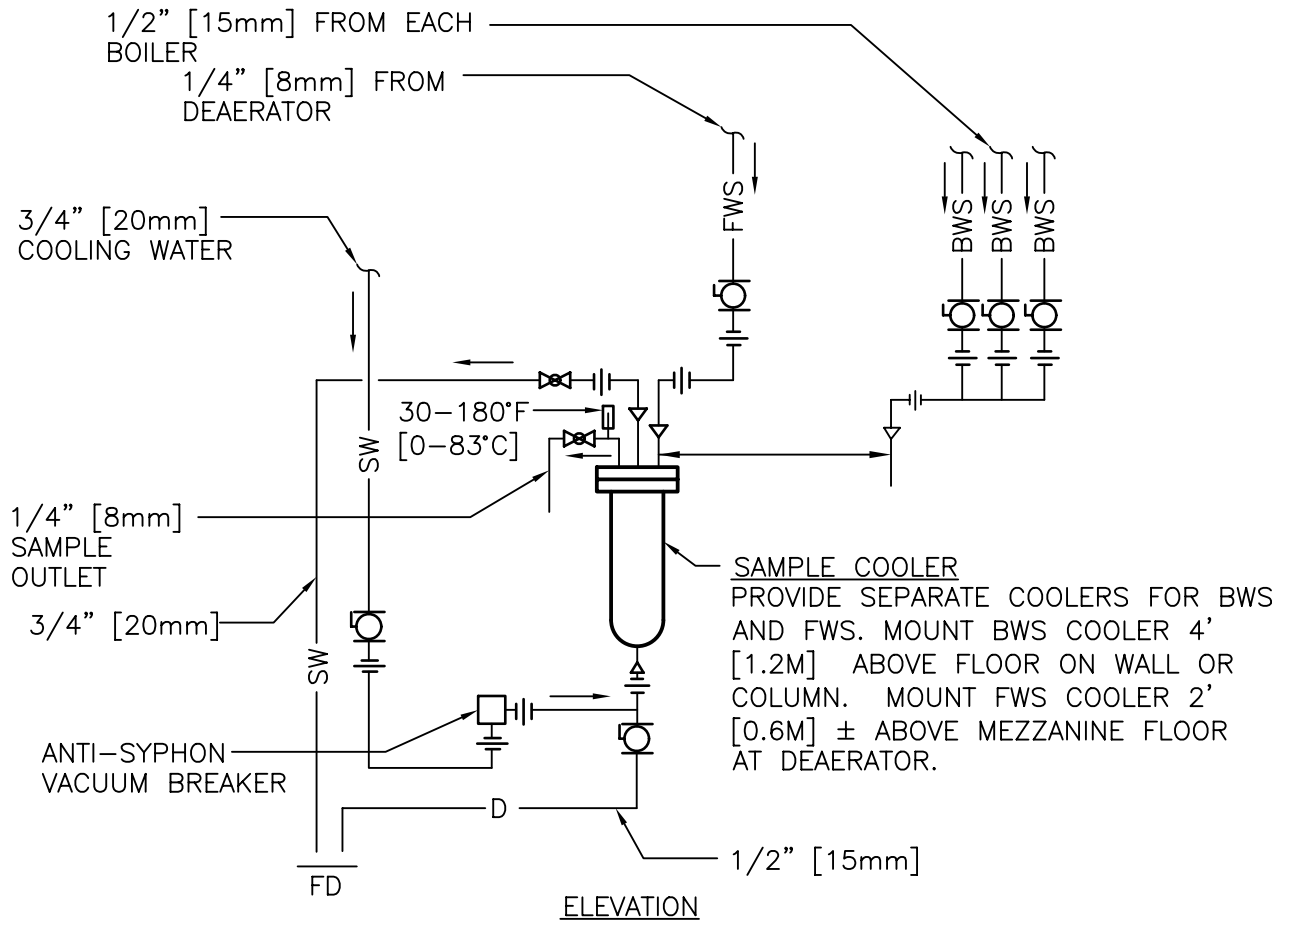 1/2” [15mm] FROM EACH
BOILER
1/4” [8mm] FROM
DEAERATOR
FWS
BWS
BWS
BWS
3/4” [20mm]
COOLING WATER
30–180°F
[0–83°C]
SW
1/4” [8mm]
SAMPLE
OUTLET
3/4” [20mm]
SW
SAMPLE COOLER
PROVIDE SEPARATE COOLERS FOR BWS
AND FWS. MOUNT BWS COOLER 4’
[1.2M] ABOVE FLOOR ON WALL OR
COLUMN. MOUNT FWS COOLER 2’
[0.6M] ± ABOVE MEZZANINE FLOOR
AT DEAERATOR.
ANTI–SYPHON
VACUUM BREAKER
D
1/2” [15mm]
FD
ELEVATION